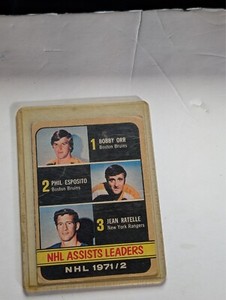 1 BOBBY ORR
Boston Bruins
2 PHIL ESPOSITO
Boston Bruins
3 JEAN RATELLE
New York Rangers
NHL ASSISTS LEADERS
NHL 1971/2